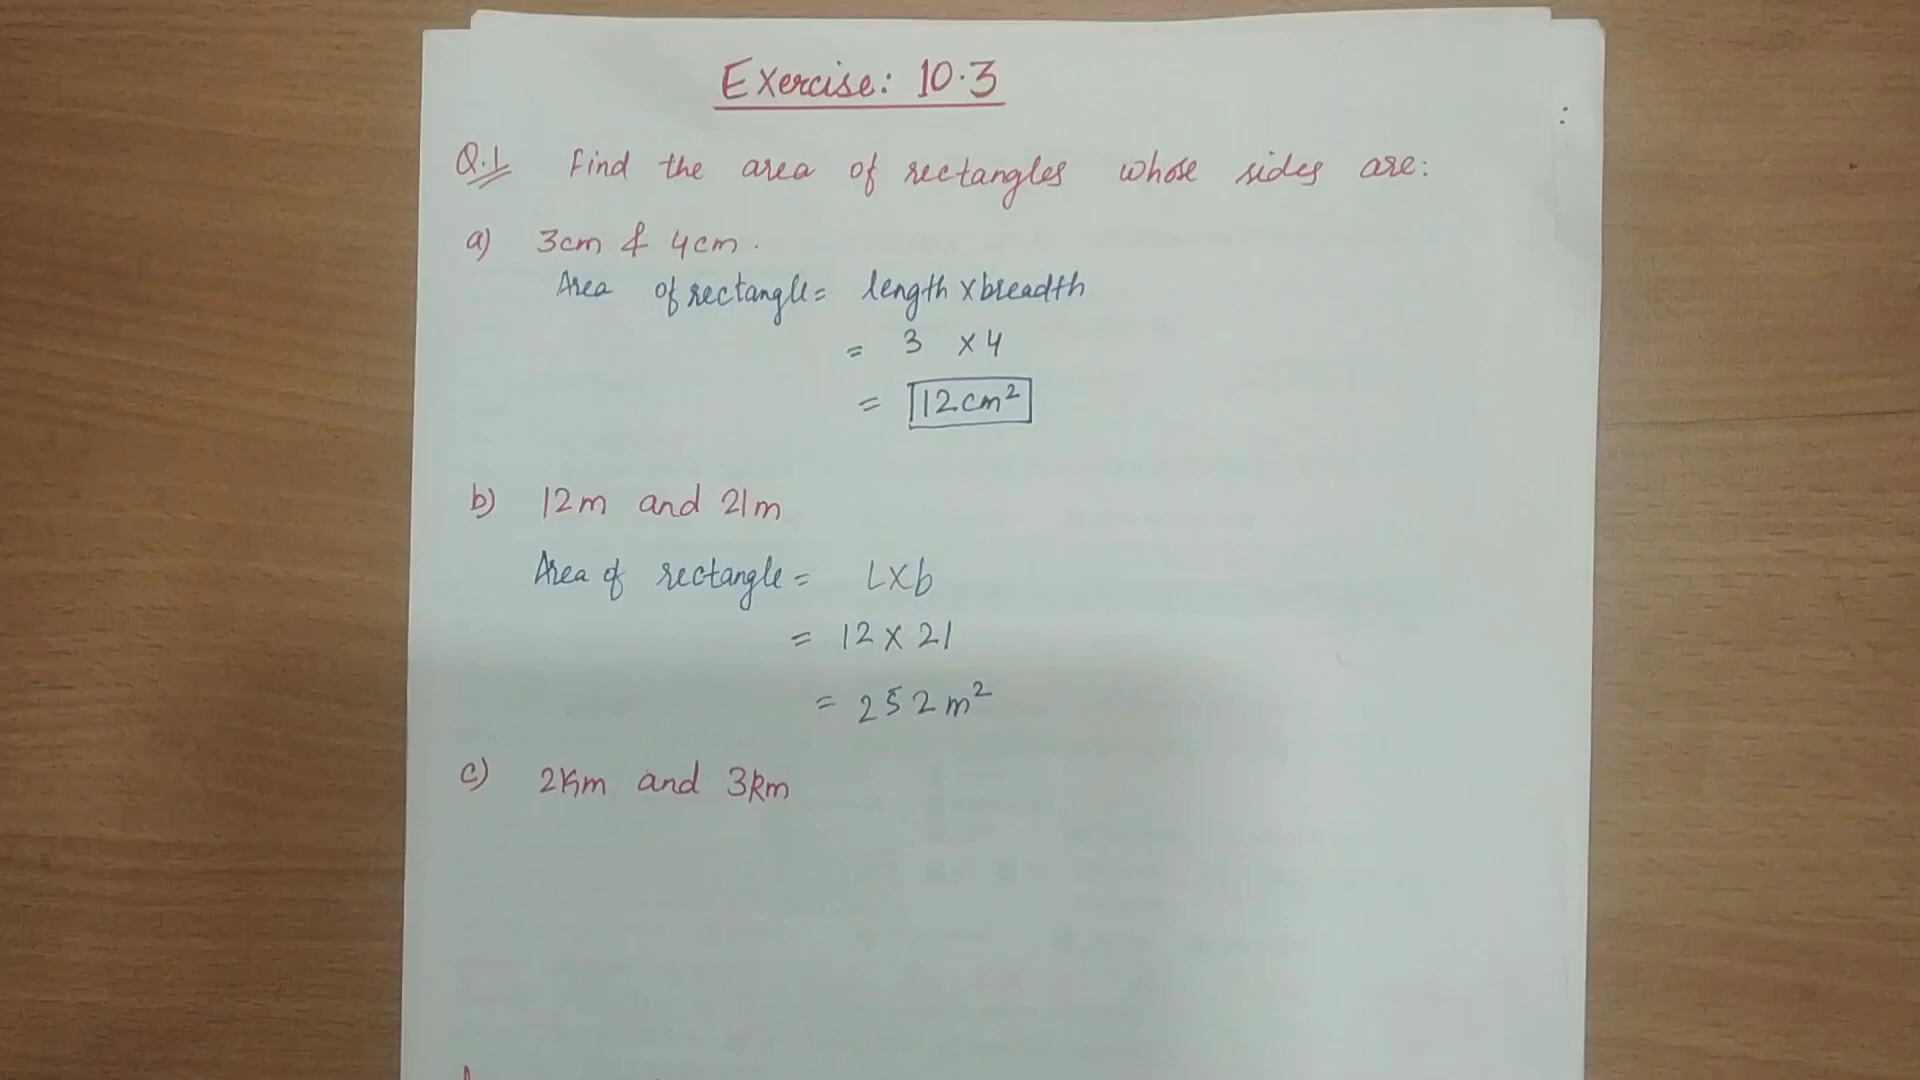 Exercise: 10.3
Q.1 Find the area of rectangles whose sides are:
a) 3cm & 4cm.
Area of rectangle = length x breadth
= 3 x 4
= 12cm²
b) 12m and 21m
Area of rectangle = L x b
= 12 x 21
= 252 m²
c) 2Km and 3km